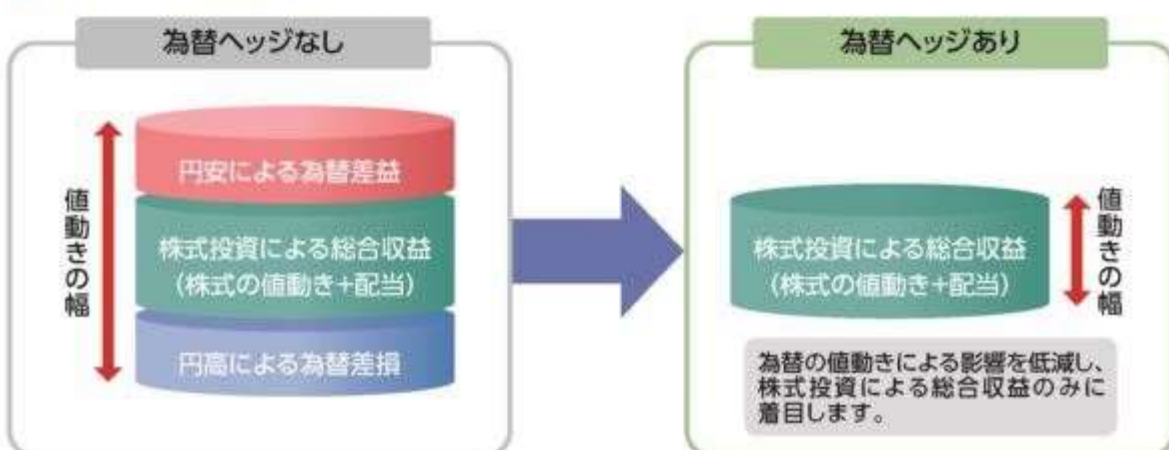 為替ヘッジなし
値動きの幅
円安による為替差益
株式投資による総合収益
（株式の値動き＋配当）
円高による為替差損
為替ヘッジあり
株式投資による総合収益
（株式の値動き＋配当）
値動きの幅
為替の値動きによる影響を低減し、
株式投資による総合収益のみに
着目します。